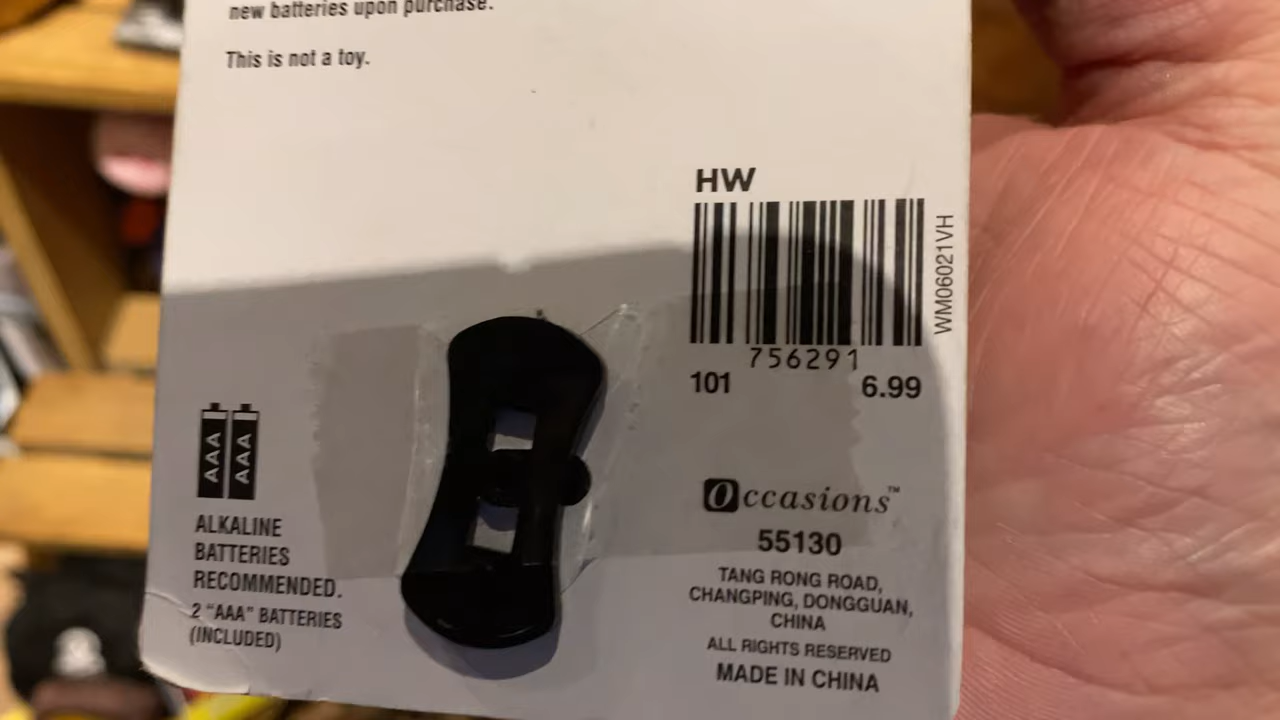 new batteries upon purchase.
This is not a toy.
HW
WM06021VH
756291
101 6.99
AAA AAA
ALKALINE
BATTERIES
RECOMMENDED.
2 "AAA" BATTERIES
(INCLUDED)
Occasions™
55130
TANG RONG ROAD,
CHANGPING, DONGGUAN,
CHINA
ALL RIGHTS RESERVED
MADE IN CHINA